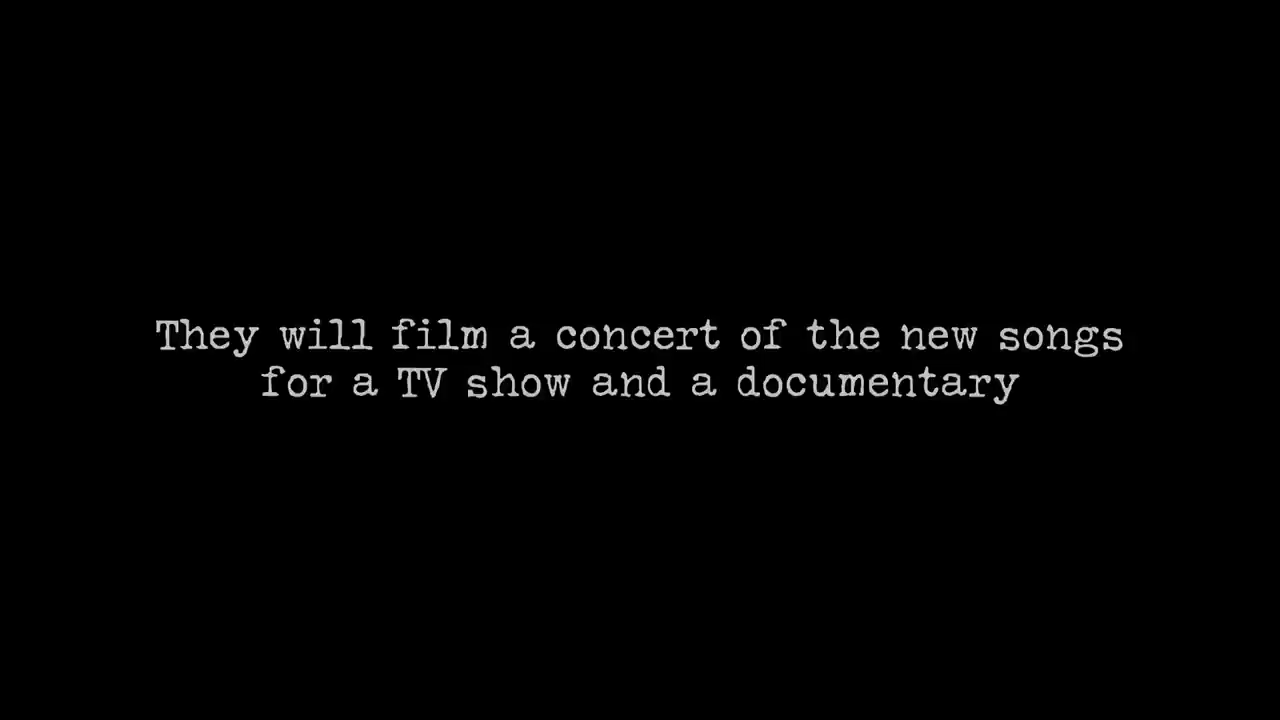 They will film a concert of the new songs
for a TV show and a documentary